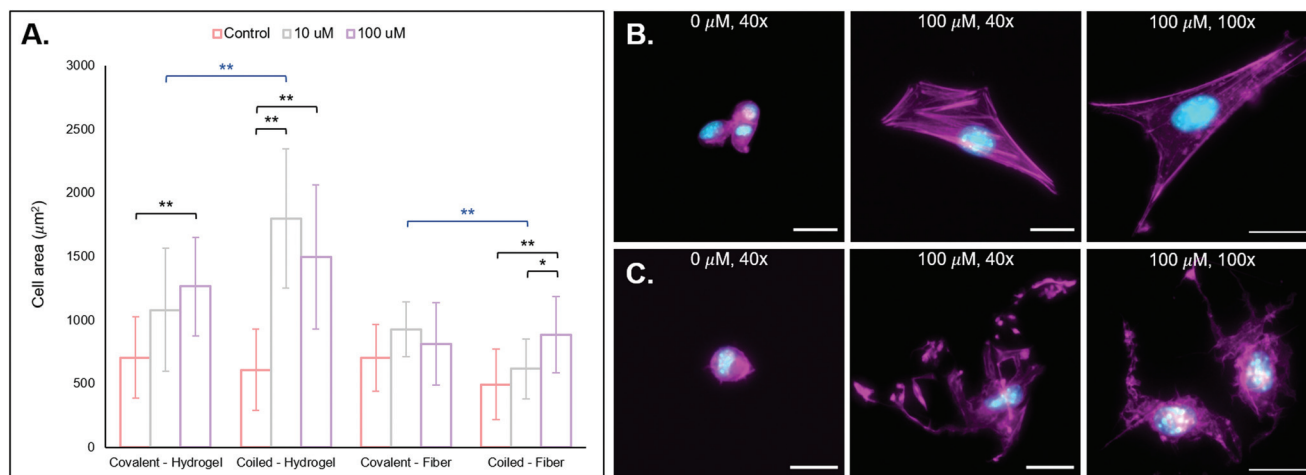 A.
Control 10 uM 100 uM
3000
2500
2000
1500
1000
500
0
Cell area (μm²)
**
**
**
**
**
**
*
Covalent - Hydrogel Coiled - Hydrogel Covalent - Fiber Coiled - Fiber
B.
0 μM, 40x
100 μM, 40x
100 μM, 100x
C.
0 μM, 40x
100 μM, 40x
100 μM, 100x